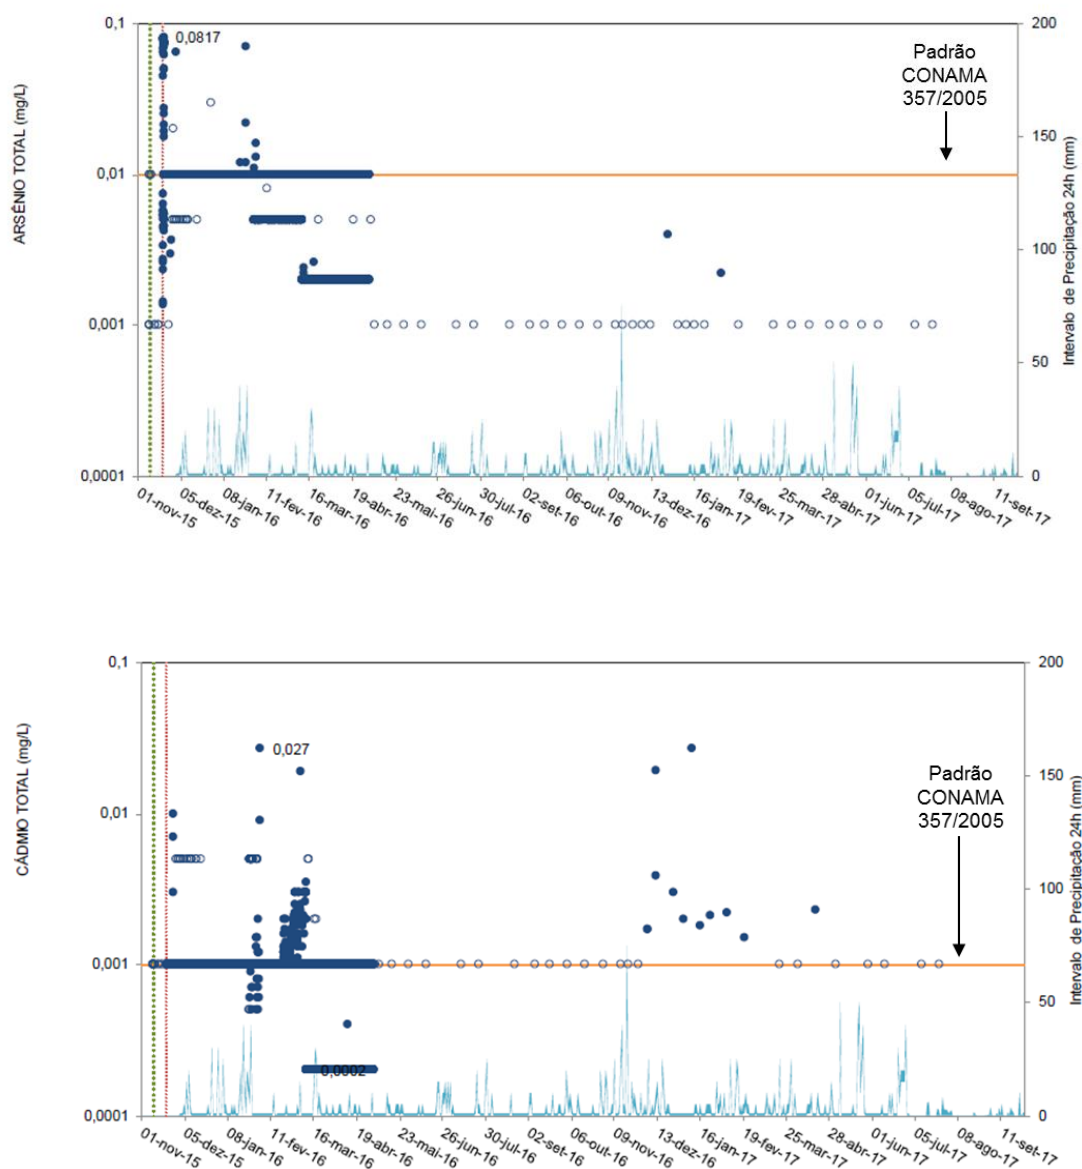 0,1
0,01
0,001
0,0001
ARSÊNIO TOTAL (mg/L)
0,0817
Padrão
CONAMA
357/2005
200
150
100
50
0
Intervalo de Precipitação 24h (mm)
01-nov-15
05-dez-15
08-jan-16
11-fev-16
16-mar-16
19-abr-16
23-mai-16
26-jun-16
30-jul-16
02-set-16
06-out-16
09-nov-16
13-dez-16
16-jan-17
19-fev-17
25-mar-17
28-abr-17
01-jun-17
05-jul-17
08-ago-17
11-set-17
0,1
0,01
0,001
0,0001
CÁDMIO TOTAL (mg/L)
0,027
0,0002
Padrão
CONAMA
357/2005
200
150
100
50
0
Intervalo de Precipitação 24h (mm)
01-nov-15
05-dez-15
08-jan-16
11-fev-16
16-mar-16
19-abr-16
23-mai-16
26-jun-16
30-jul-16
02-set-16
06-out-16
09-nov-16
13-dez-16
16-jan-17
19-fev-17
25-mar-17
28-abr-17
01-jun-17
05-jul-17
08-ago-17
11-set-17